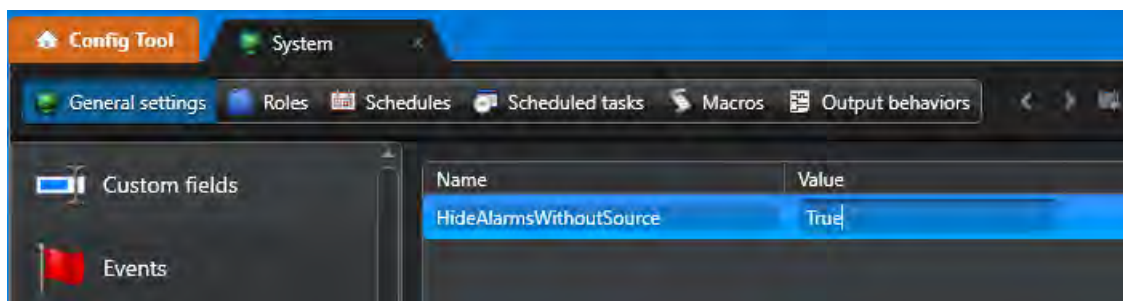 Config Tool System
General settings Roles Schedules Scheduled tasks Macros Output behaviors
Custom fields
Name Value
HideAlarmsWithoutSource True
Events